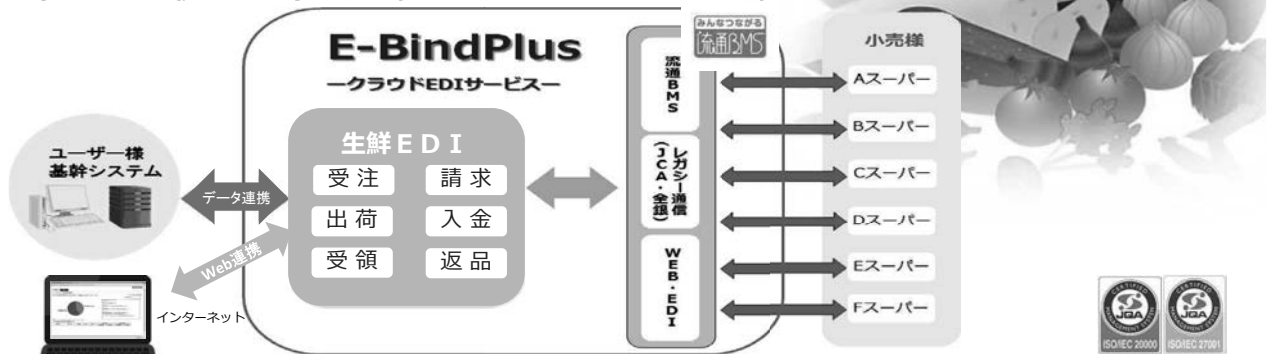 E-BindPlus
ークラウドEDIサービスー
みんなつながる
流通BMS
小売様
生鮮ＥＤＩ
受注
請求
出荷
入金
受領
返品
ユーザー様
基幹システム
データ連携
Web連携
インターネット
流通BMS
レガシー通信
(JCA・全銀)
WEB・EDI
Aスーパー
Bスーパー
Cスーパー
Dスーパー
Eスーパー
Fスーパー
CERTIFIED
JQA
MANAGEMENT SYSTEM
ISO/IEC 20000
CERTIFIED
JQA
MANAGEMENT SYSTEM
ISO/IEC 27001